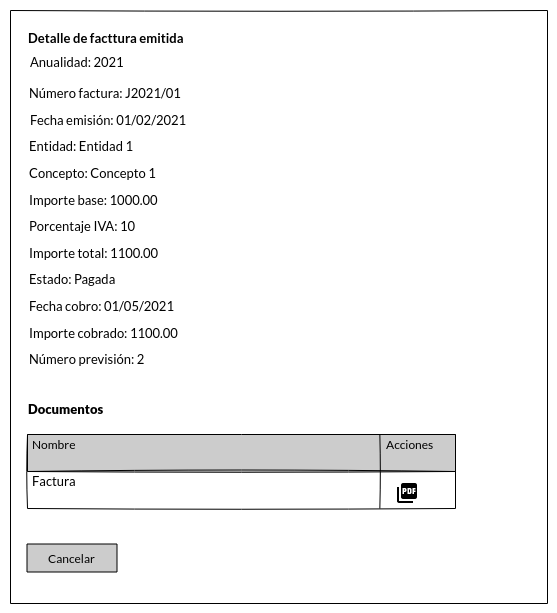 Detalle de facttura emitida
Anualidad: 2021
Número factura: J2021/01
Fecha emisión: 01/02/2021
Entidad: Entidad 1
Concepto: Concepto 1
Importe base: 1000.00
Porcentaje IVA: 10
Importe total: 1100.00
Estado: Pagada
Fecha cobro: 01/05/2021
Importe cobrado: 1100.00
Número previsión: 2
Documentos
Nombre Acciones
Factura PDF
Cancelar